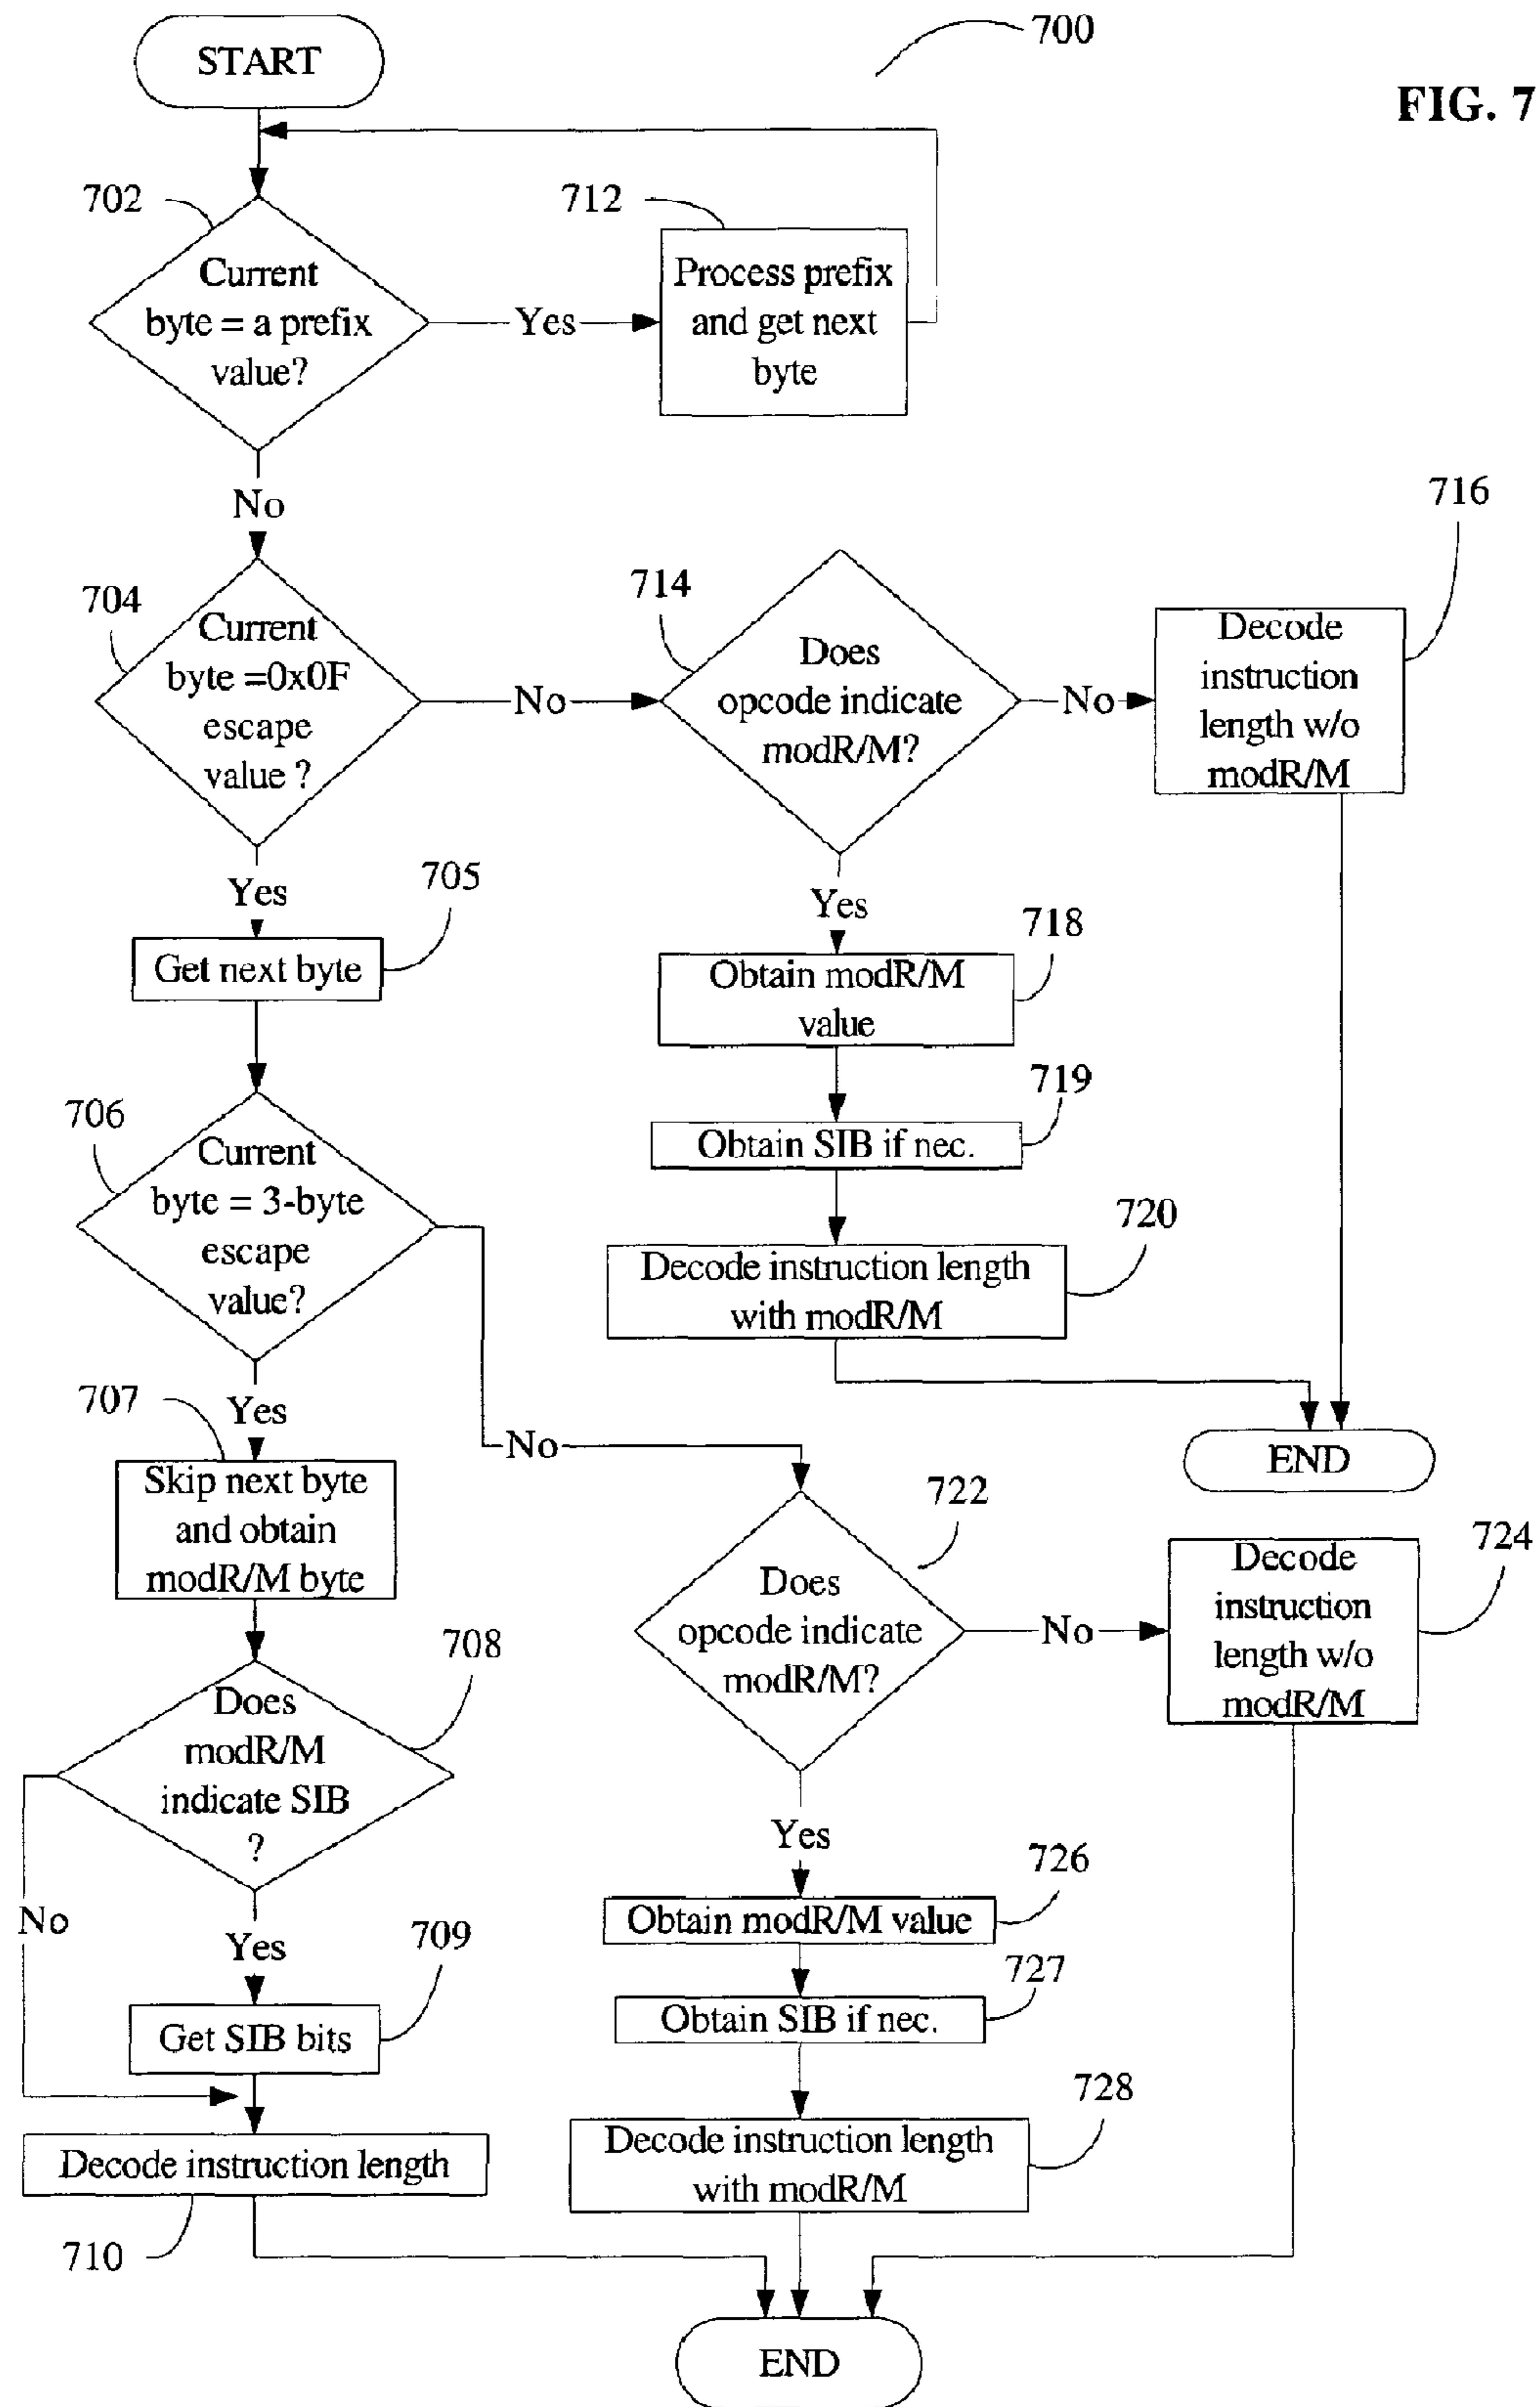 START
700
FIG. 7
702
712
Current
byte = a prefix
value?
Yes
Process prefix
and get next
byte
No
716
704
714
Current
byte =0x0F
escape
value ?
No
Does
opcode indicate
modR/M?
No
Decode
instruction
length w/o
modR/M
Yes
705
Get next byte
Yes
718
Obtain modR/M
value
719
Obtain SIB if nec.
706
Current
byte = 3-byte
escape
value?
720
Decode instruction length
with modR/M
707
Yes
No
END
Skip next byte
and obtain
modR/M byte
722
724
Does
opcode indicate
modR/M?
No
Decode
instruction
length w/o
modR/M
708
Does
modR/M
indicate SIB
?
No
Yes
709
Get SIB bits
Yes
726
Obtain modR/M value
727
Obtain SIB if nec.
728
Decode instruction length
with modR/M
Decode instruction length
710
END